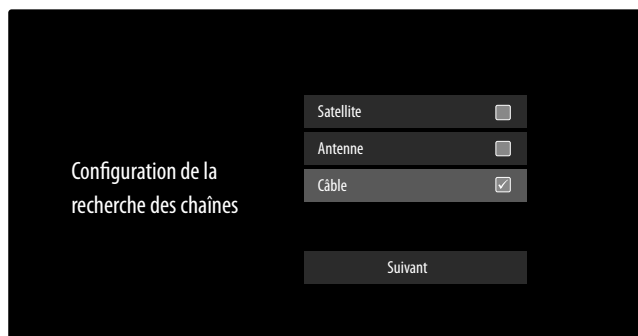 Configuration de la
recherche des chaînes
Satellite
Antenne
Câble
Suivant